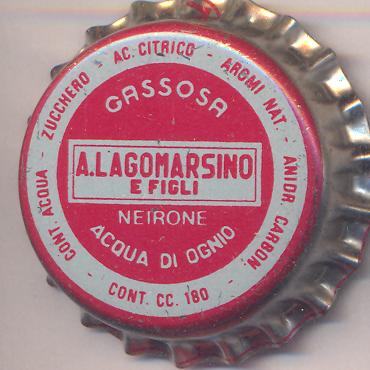 CONT. ACQUA - ZUCCHERO - AC. CITRICO - AROMI NAT. - ANIDR. CARBON - CONT. CC. 180 -
GASSOSA
A.LAGOMARSINO
E FIGLI
NEIRONE
ACQUA DI OGNIO